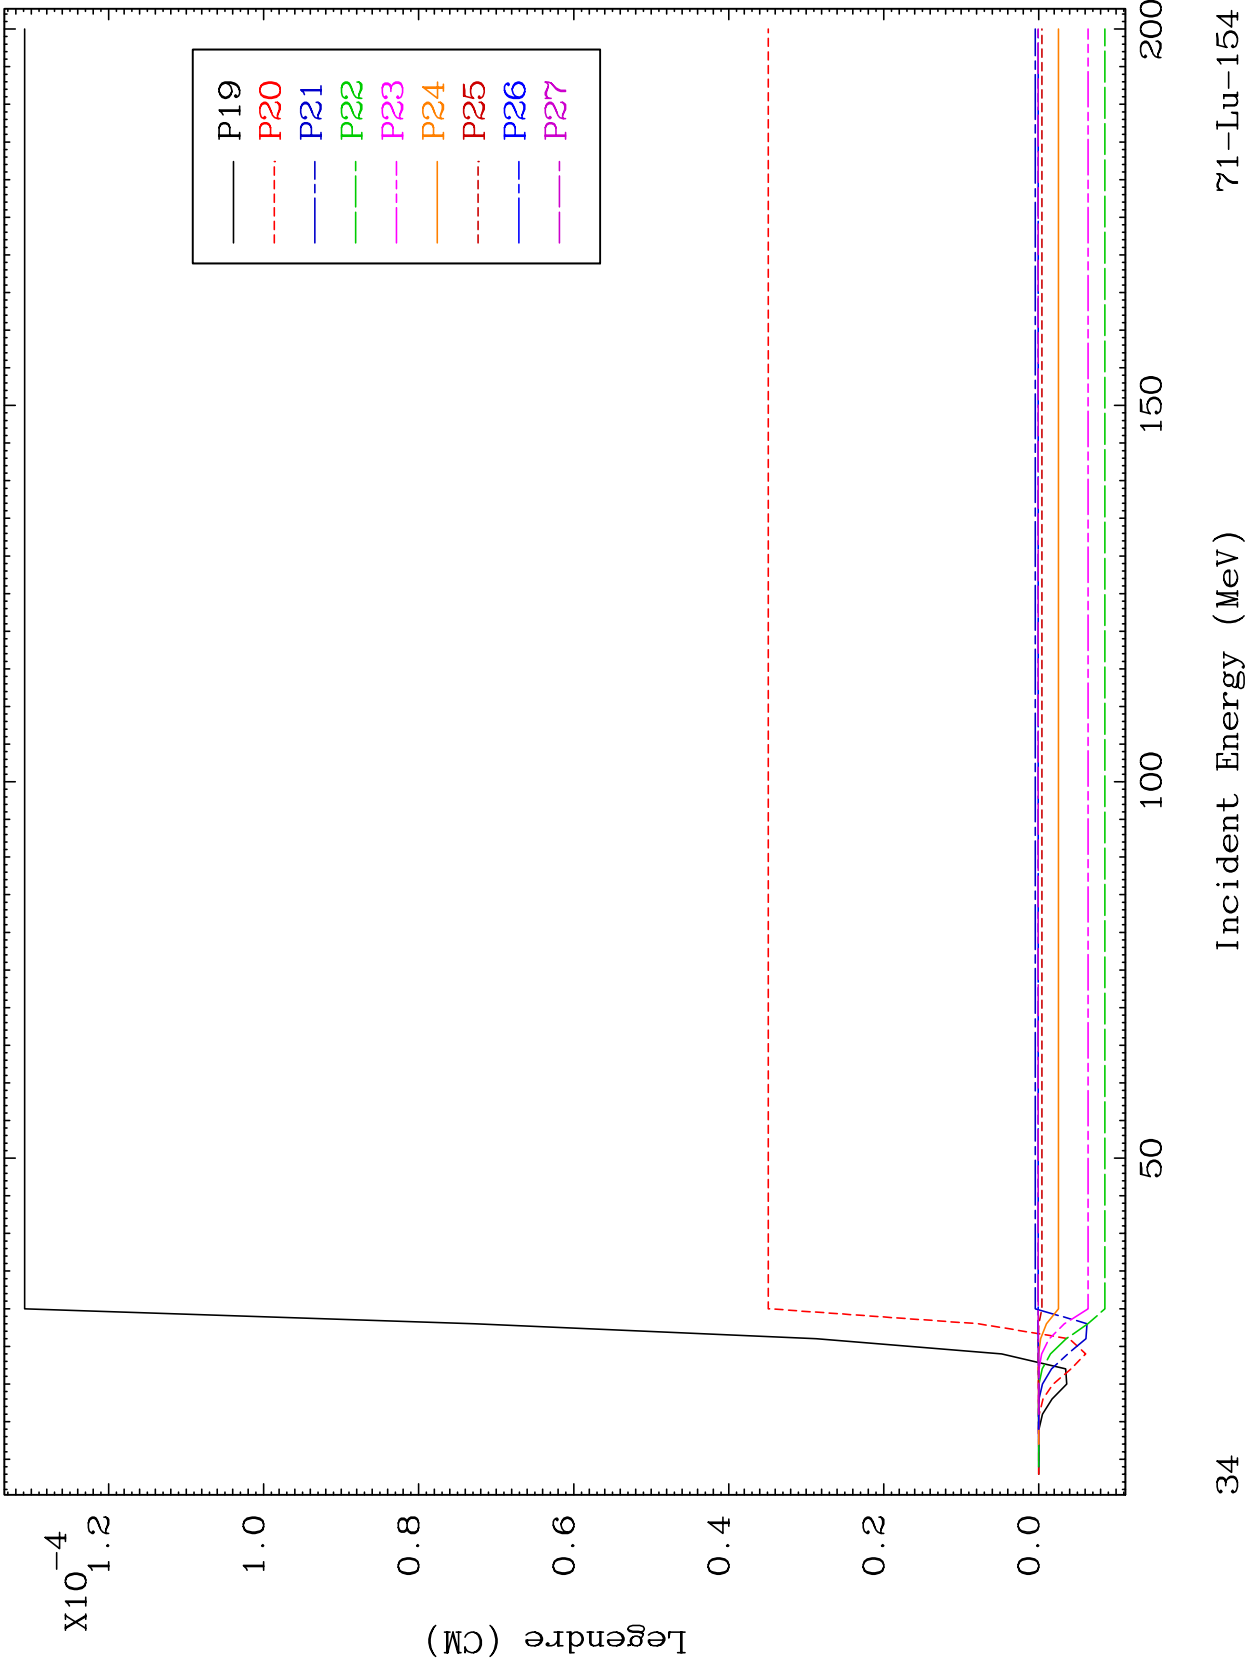 X10-4
1.2
1.0
0.8
0.6
0.4
0.2
0.0
Legendre (CM)
P19
P20
P21
P22
P23
P24
P25
P26
P27
50
100
150
200
Incident Energy (MeV)
34
71-Lu-154